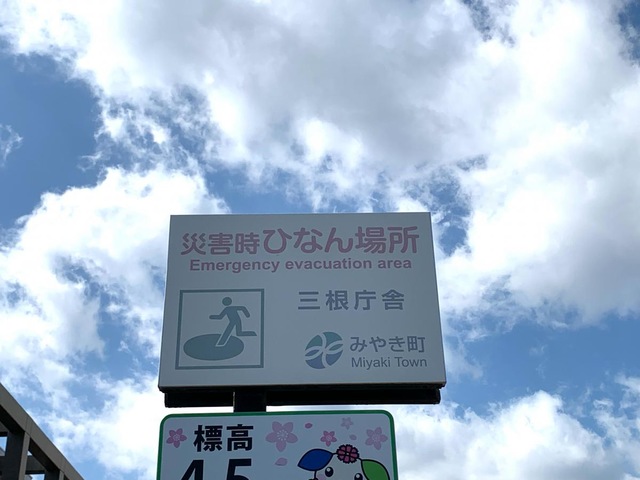 災害時ひなん場所
Emergency evacuation area
三根庁舎
みやき町
Miyaki Town
標高